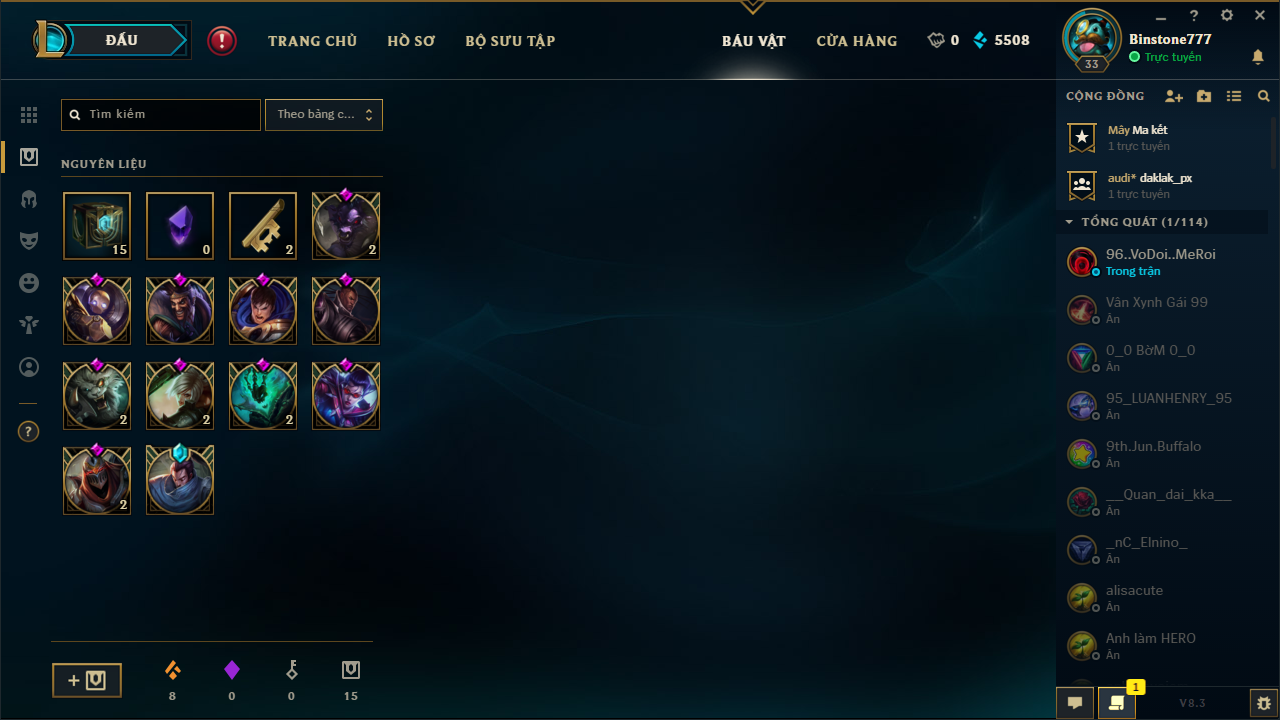 ĐẤU
!
TRANG CHỦ
HỒ SƠ
BỘ SƯU TẬP
BÁU VẬT
CỬA HÀNG
0
5508
?
33
Binstone777
Trực tuyến
Tìm kiếm
Theo bảng c...
NGUYÊN LIỆU
15
0
2
2
2
2
2
2
?
8
0
0
15
CỘNG ĐỒNG
Mây Ma kết
1 trực tuyến
audi* daklak_px
1 trực tuyến
TỔNG QUÁT (1/114)
96..VoDoi..MeRoi
Trong trận
Vân Xynh Gái 99
Ẩn
0_0 BờM 0_0
Ẩn
95_LUANHENRY_95
Ẩn
9th.Jun.Buffalo
Ẩn
__Quan_dai_kka__
Ẩn
_nC_Elnino_
Ẩn
alisacute
Ẩn
Anh làm HERO
Ẩn
1
V8.3